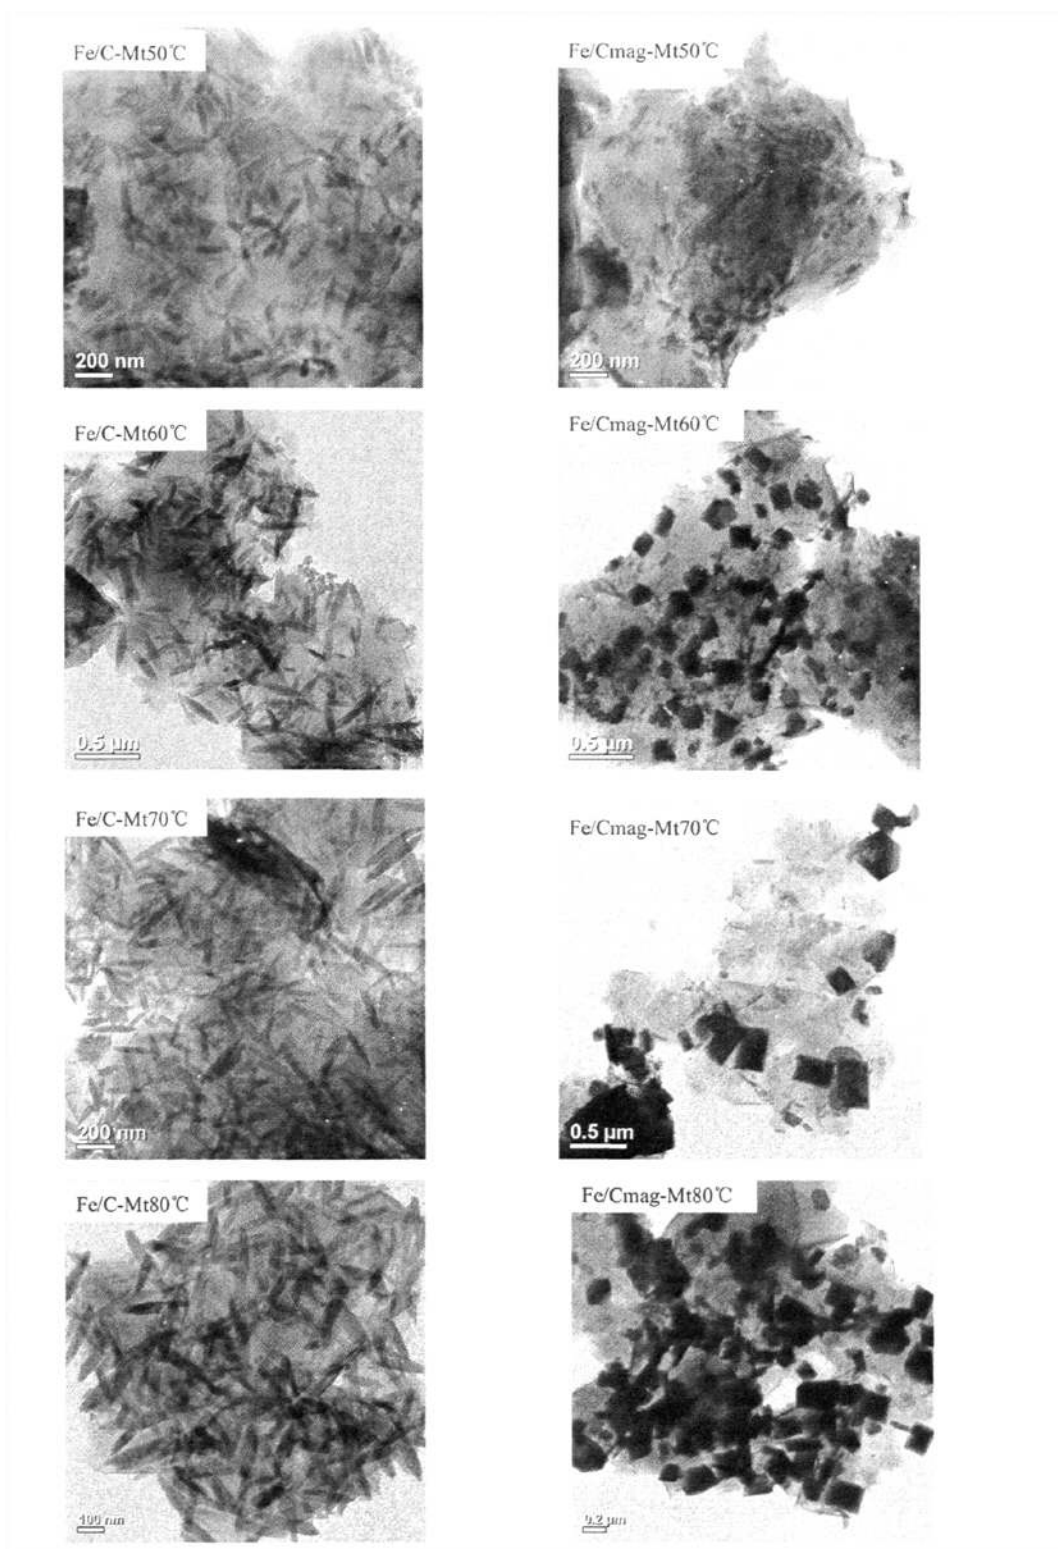 Fe/C-Mt50℃
Fe/Cmag-Mt50℃
200 nm
200 nm
Fe/C-Mt60℃
Fe/Cmag-Mt60℃
0.5 µm
0.5 µm
Fe/C-Mt70℃
Fe/Cmag-Mt70℃
200 nm
0.5 µm
Fe/C-Mt80℃
Fe/Cmag-Mt80℃
100 nm
0.2 µm